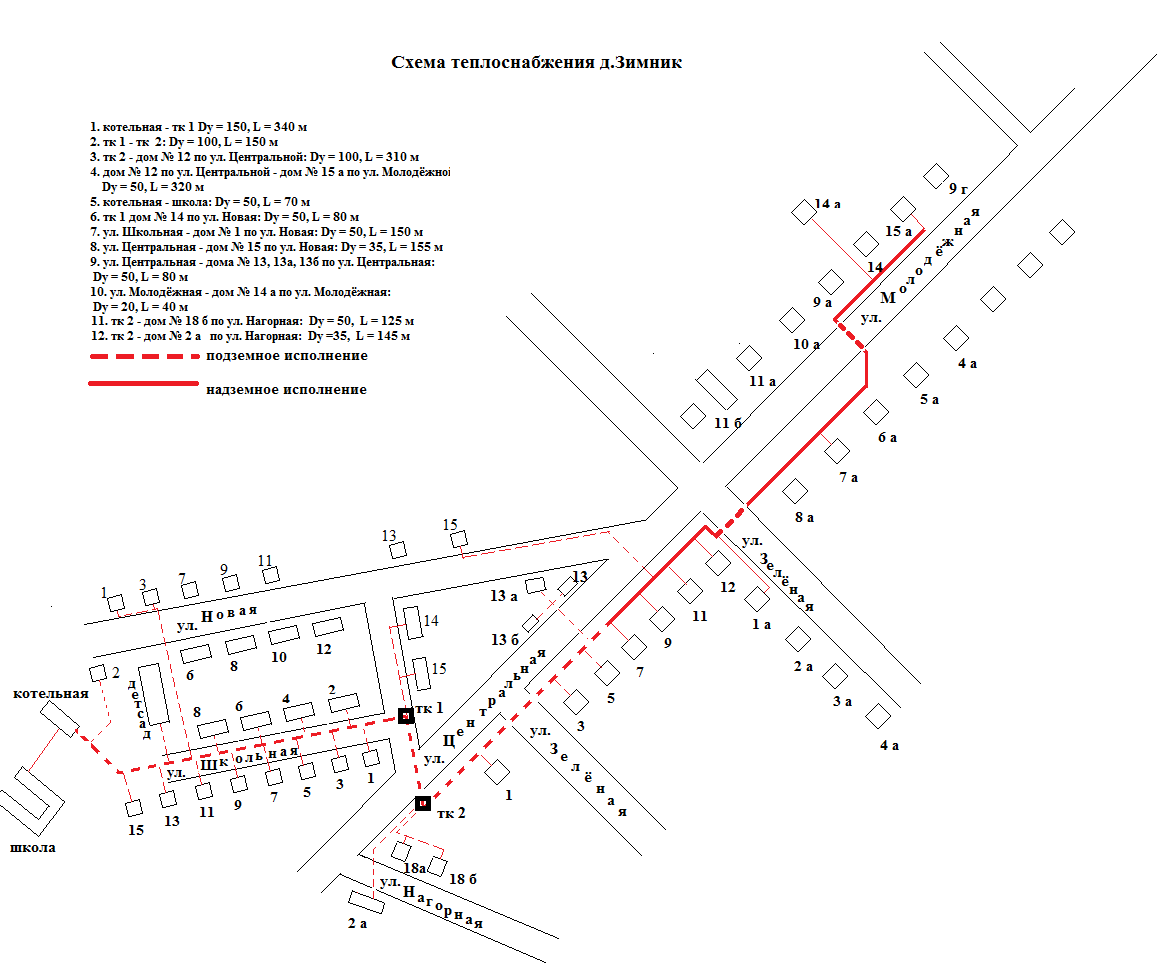 Схема теплоснабжения д.Зимник
1. котельная - тк 1 Dy = 150, L = 340 м
2. тк 1 - тк 2: Dy = 100, L = 150 м
3. тк 2 - дом № 12 по ул. Центральной: Dy = 100, L = 310 м
4. дом № 12 по ул. Центральной - дом № 15 а по ул. Молодёжной
Dy = 50, L = 320 м
5. котельная - школа: Dy = 50, L = 70 м
6. тк 1 дом № 14 по ул. Новая: Dy = 50, L = 80 м
7. ул. Школьная - дом № 1 по ул. Новая: Dy = 50, L = 150 м
8. ул. Центральная - дом № 15 по ул. Новая: Dy = 35, L = 155 м
9. ул. Центральная - дома № 13, 13а, 13б по ул. Центральная:
Dy = 50, L = 80 м
10. ул. Молодёжная - дом № 14 а по ул. Молодёжная:
Dy = 20, L = 40 м
11. тк 2 - дом № 18 б по ул. Нагорная: Dy = 50, L = 125 м
12. тк 2 - дом № 2 а по ул. Нагорная: Dy =35, L = 145 м
подземное исполнение
надземное исполнение
9 г
14 а
15 а
14
9 а
10 а
11 а
11 б
ул. Молодёжная
4 а
5 а
6 а
7 а
8 а
ул. Зелёная
12
11
9
7
5
3
1
1 а
2 а
3 а
4 а
13
15
13
13 а
13 б
1
3
7
9
11
ул. Новая
14
15
6
8
10
12
2
детсад
котельная
8
6
4
2
тк 1
ул. Школьная
ул. Центральная
ул. Зелёная
15
13
11
9
7
5
3
1
тк 2
школа
18а
18 б
ул. Нагорная
2 а